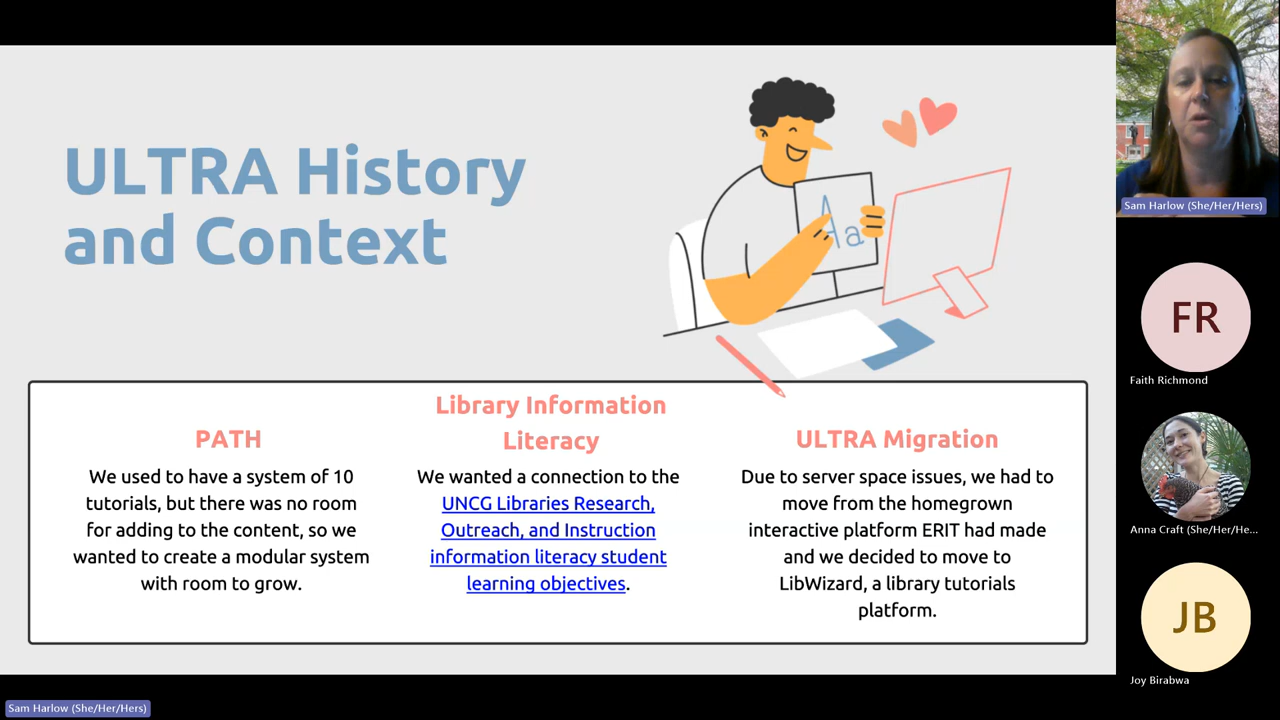 ULTRA History
and Context
Aa
PATH
We used to have a system of 10
tutorials, but there was no room
for adding to the content, so we
wanted to create a modular system
with room to grow.
Library Information
Literacy
We wanted a connection to the
UNCG Libraries Research,
Outreach, and Instruction
information literacy student
learning objectives.
ULTRA Migration
Due to server space issues, we had to
move from the homegrown
interactive platform ERIT had made
and we decided to move to
LibWizard, a library tutorials
platform.
Sam Harlow (She/Her/Hers)
FR
Faith Richmond
Anna Craft (She/Her/He...
JB
Joy Birabwa
Sam Harlow (She/Her/Hers)